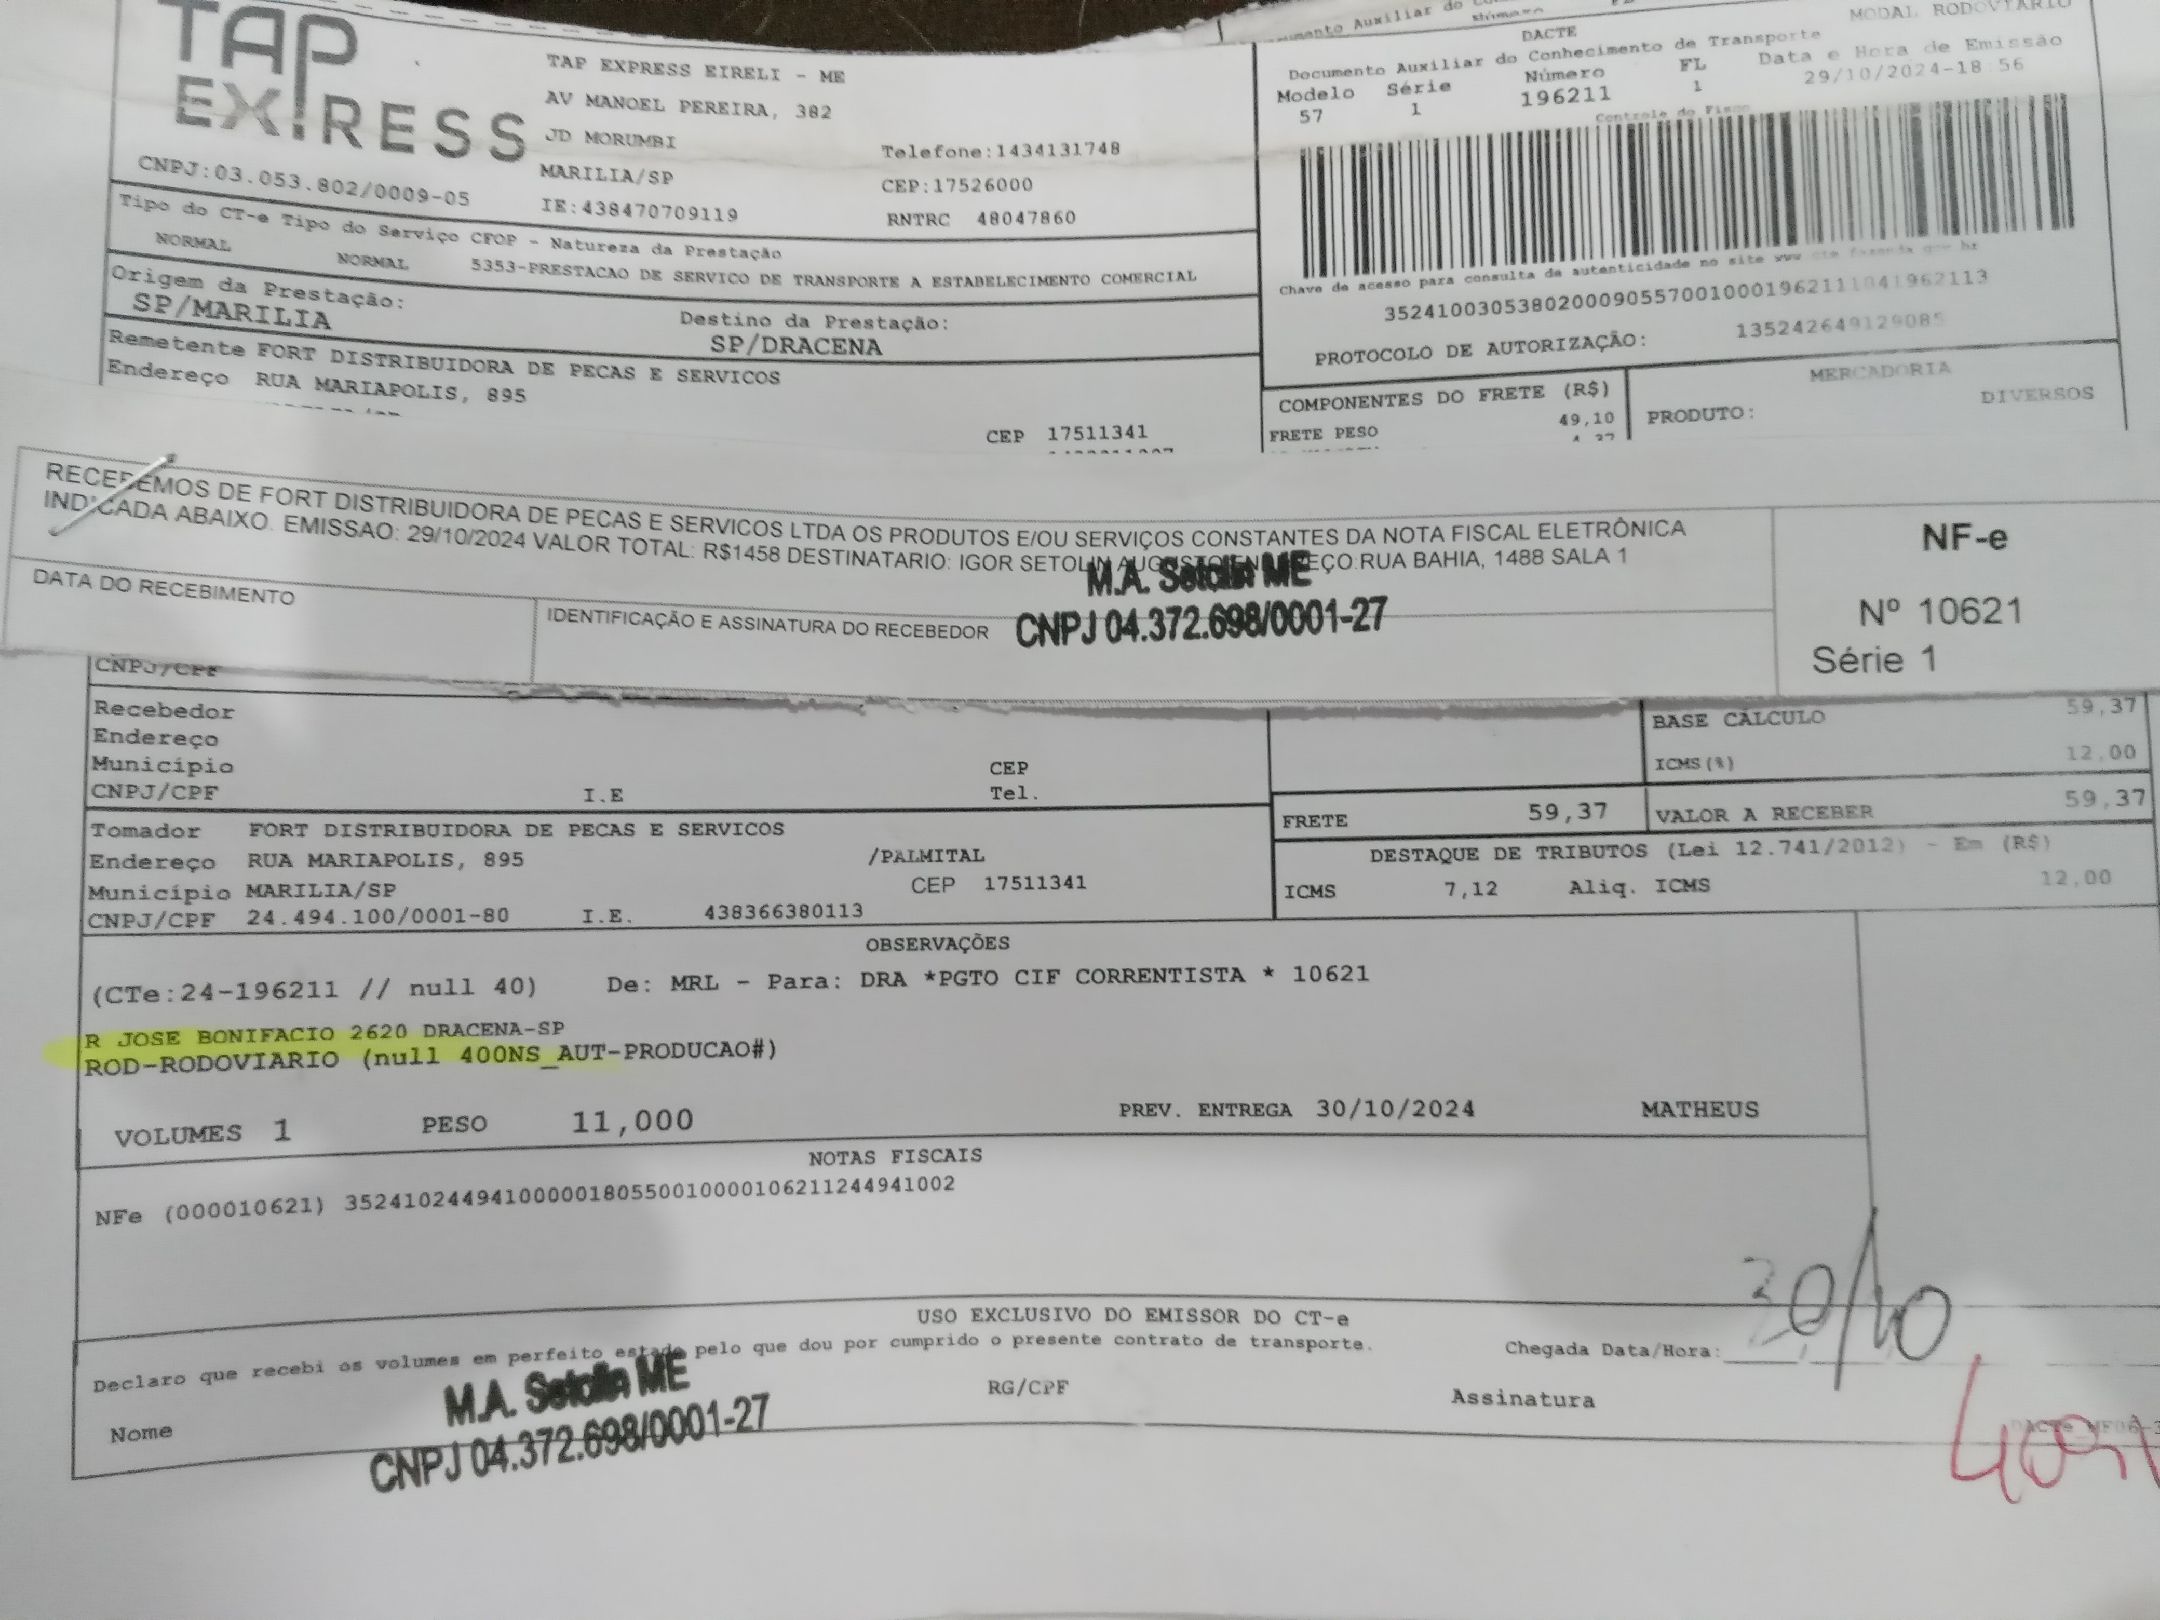 TAP
EXPRESS
TAP EXPRESS EIRELI - ME
AV MANOEL PEREIRA, 382
JD MORUMBI
Telefone:1434131748
MARILIA/SP
CEP:17526000
CNPJ:03.053.802/0009-05
IE:438470709119
RNTRC 48047860
MODAL RODOVIARIO
DACTE
Documento Auxiliar do Conhecimento de Transporte
Modelo Série Número FL Data e Hora de Emissão
57 1 196211 1 29/10/2024-18:56
Controle do Fisco
Chave de acesso para consulta de autenticidade no site www cte fazenda gov br
35241003053802000905570010001962111041962113
PROTOCOLO DE AUTORIZAÇÃO: 135242649129085
Tipo do CT-e Tipo do Serviço CFOP - Natureza da Prestação
NORMAL NORMAL 5353-PRESTACAO DE SERVICO DE TRANSPORTE A ESTABELECIMENTO COMERCIAL
Origem da Prestação: Destino da Prestação:
SP/MARILIA SP/DRACENA
Remetente FORT DISTRIBUIDORA DE PECAS E SERVICOS
Endereço RUA MARIAPOLIS, 895
CEP 17511341
COMPONENTES DO FRETE (R$)
FRETE PESO 49,10
MERCADORIA
PRODUTO: DIVERSOS
RECEBEMOS DE FORT DISTRIBUIDORA DE PECAS E SERVICOS LTDA OS PRODUTOS E/OU SERVIÇOS CONSTANTES DA NOTA FISCAL ELETRÔNICA
INDICADA ABAIXO. EMISSAO: 29/10/2024 VALOR TOTAL: R$1458 DESTINATARIO: IGOR SETOLIN AUGUSTO ENDEREÇO:RUA BAHIA, 1488 SALA 1
DATA DO RECEBIMENTO
IDENTIFICAÇÃO E ASSINATURA DO RECEBEDOR
M.A. Setolin ME
CNPJ 04.372.698/0001-27
NF-e
Nº 10621
Série 1
CNPJ/CPF
Recebedor
Endereço
Município CEP
CNPJ/CPF I.E Tel.
BASE CÁLCULO 59,37
ICMS(%) 12,00
FRETE 59,37 VALOR A RECEBER 59,37
Tomador FORT DISTRIBUIDORA DE PECAS E SERVICOS
Endereço RUA MARIAPOLIS, 895 /PALMITAL
Município MARILIA/SP CEP 17511341
CNPJ/CPF 24.494.100/0001-80 I.E. 438366380113
DESTAQUE DE TRIBUTOS (Lei 12.741/2012) - Em (R$)
ICMS 7,12 Aliq. ICMS 12,00
OBSERVAÇÕES
(CTe:24-196211 // null 40) De: MRL - Para: DRA *PGTO CIF CORRENTISTA * 10621
R JOSE BONIFACIO 2620 DRACENA-SP
ROD-RODOVIARIO (null 400NS_AUT-PRODUCAO#)
VOLUMES 1 PESO 11,000 PREV. ENTREGA 30/10/2024 MATHEUS
NOTAS FISCAIS
NFe (000010621) 35241024494100000180550010000106211244941002
30/10
USO EXCLUSIVO DO EMISSOR DO CT-e
Declaro que recebi os volumes em perfeito estado pelo que dou por cumprido o presente contrato de transporte.
Chegada Data/Hora:
Nome RG/CPF Assinatura
M.A. Setolin ME
CNPJ 04.372.698/0001-27